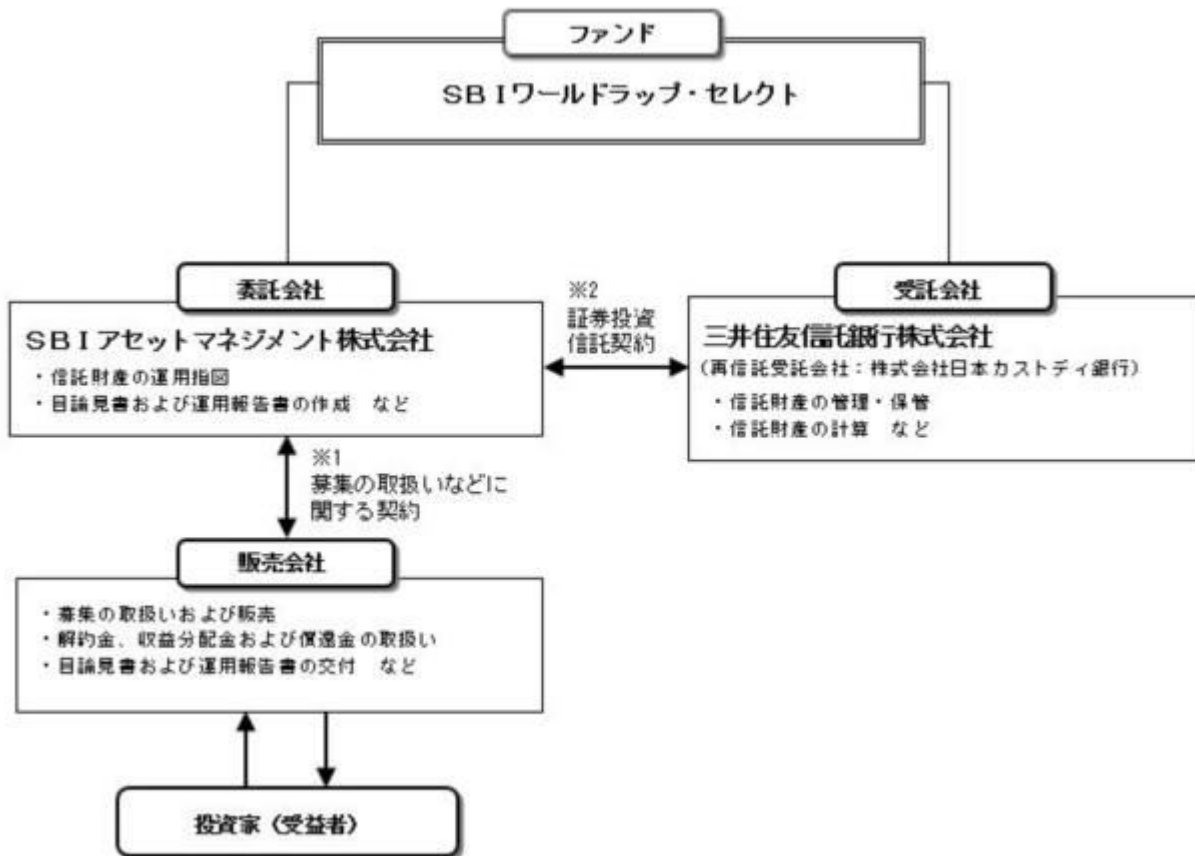 ファンド
SBIワールドラップ・セレクト
委託会社
SBIアセットマネジメント株式会社
・信託財産の運用指図
・目論見書および運用報告書の作成 など
※2
証券投資
信託契約
受託会社
三井住友信託銀行株式会社
(再信託受託会社:株式会社日本カストディ銀行)
・信託財産の管理・保管
・信託財産の計算 など
※1
募集の取扱いなどに
関する契約
販売会社
・募集の取扱いおよび販売
・解約金、収益分配金および償還金の取扱い
・目論見書および運用報告書の交付 など
投資家(受益者)